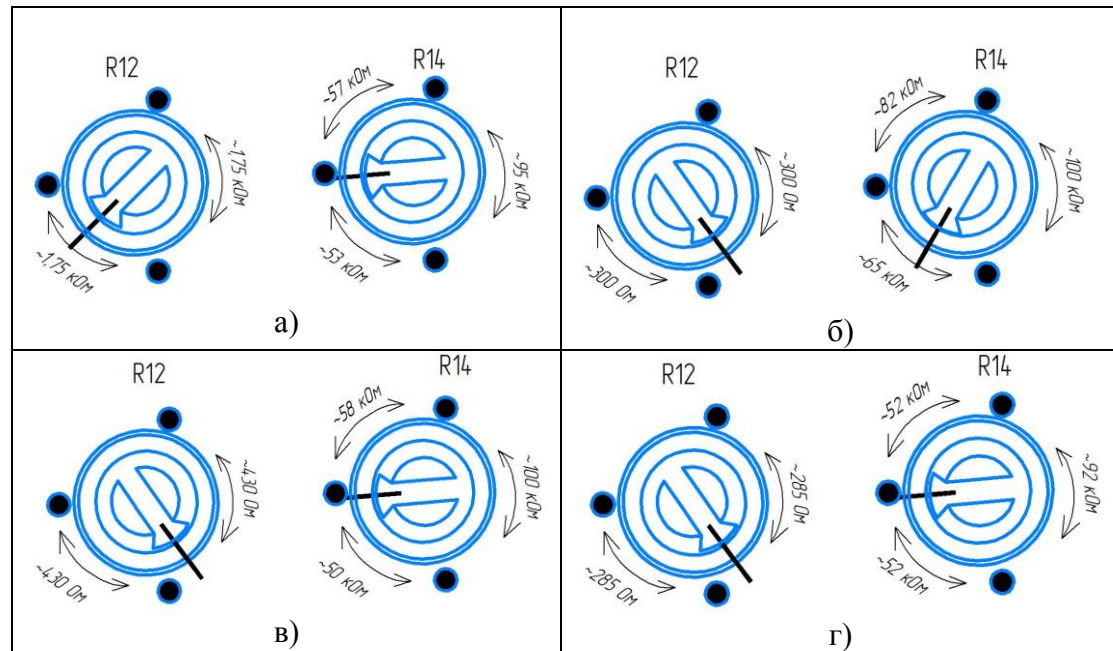 R12
R14
~1,75 кОм
~1,75 кОм
~57 кОм
~95 кОм
~53 кОм
а)
R12
R14
~300 Ом
~300 Ом
~82 кОм
~100 кОм
~65 кОм
б)
R12
R14
~430 Ом
~430 Ом
~58 кОм
~100 кОм
~50 кОм
в)
R12
R14
~285 Ом
~285 Ом
~52 кОм
~92 кОм
~52 кОм
г)